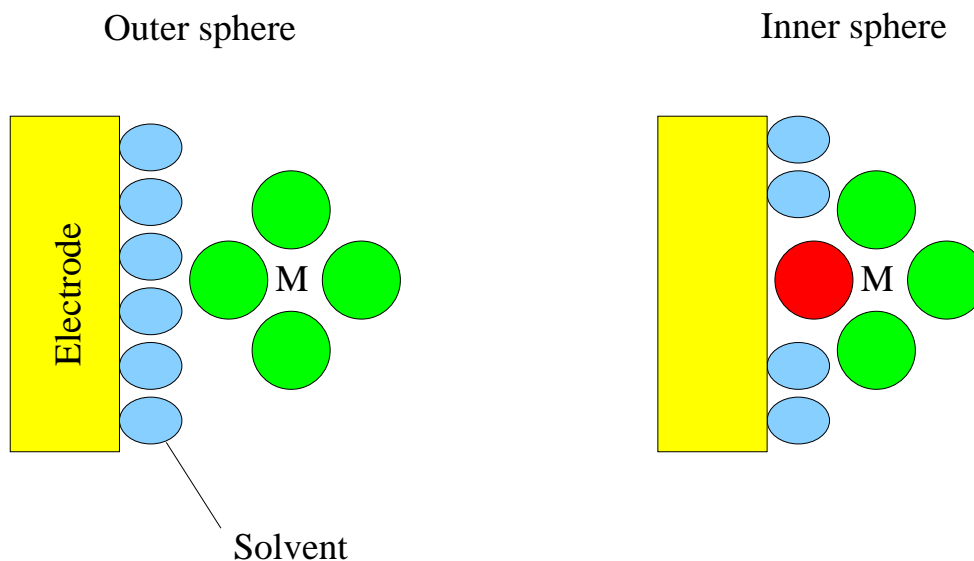 Outer sphere
Inner sphere
Electrode
M
M
Solvent